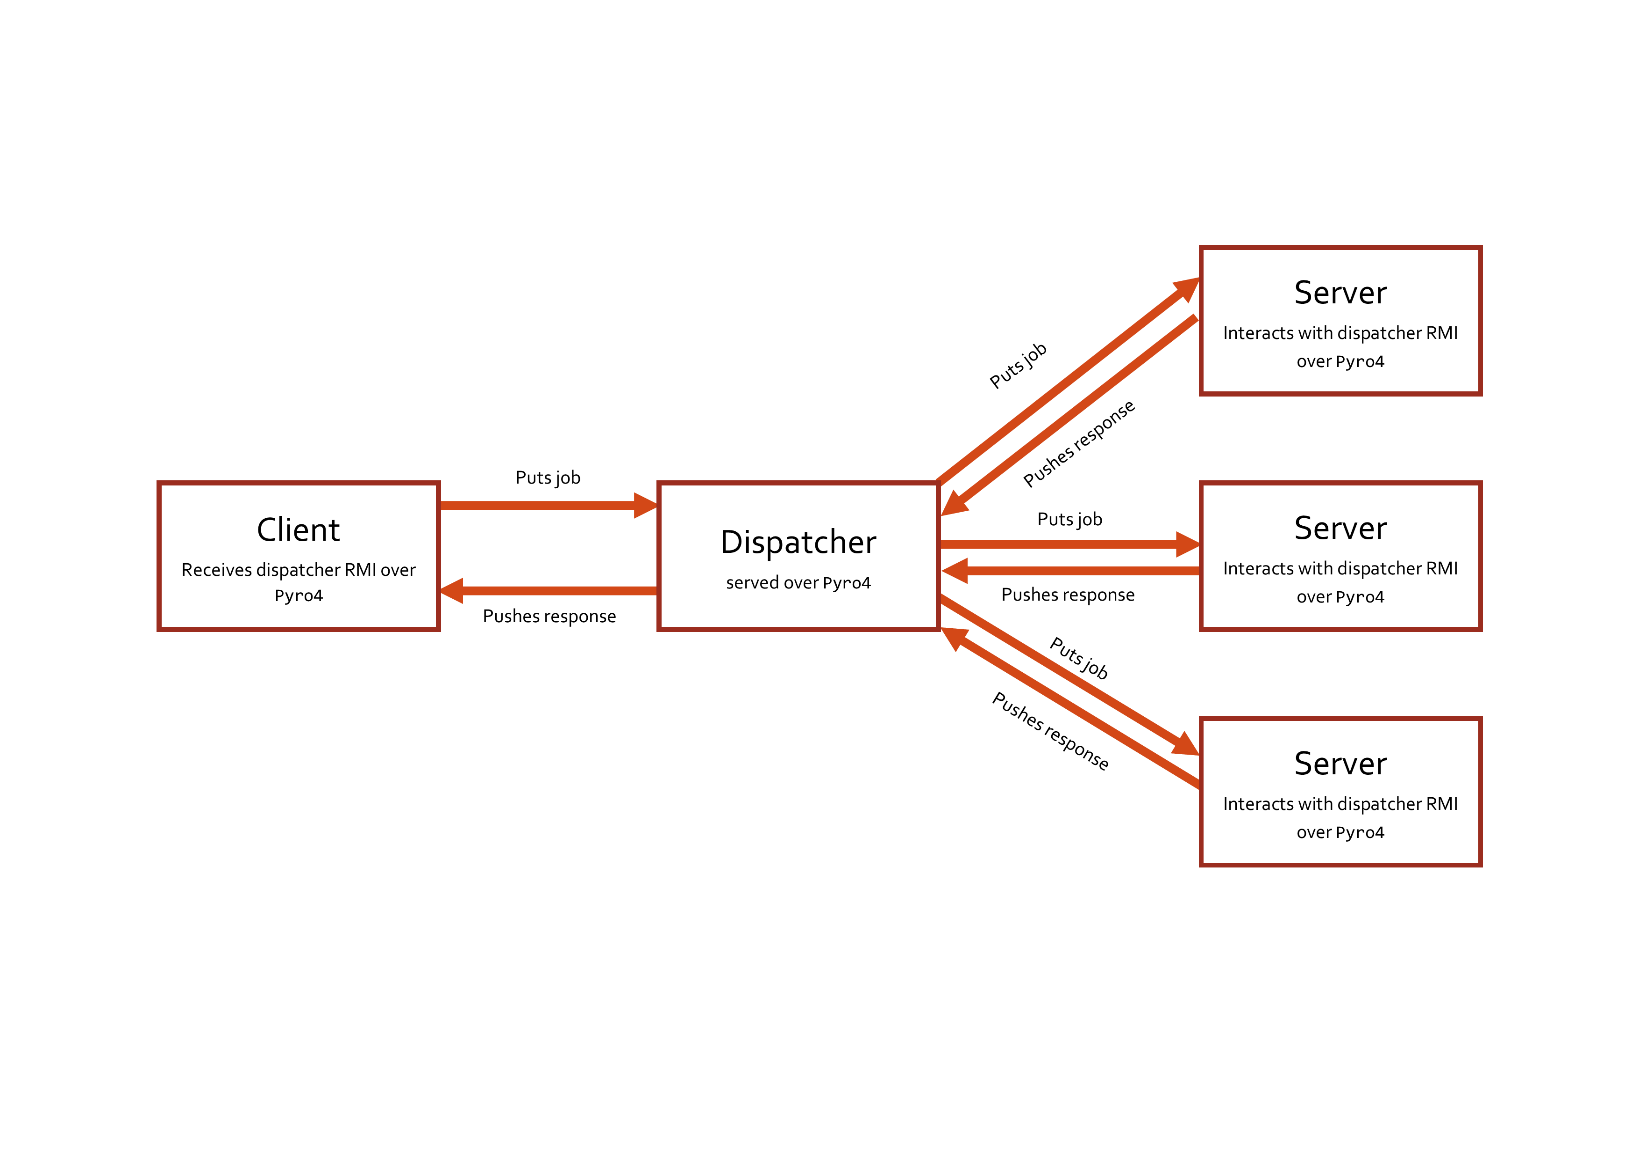 Client
Receives dispatcher RMI over
Pyro4
Puts job
Pushes response
Dispatcher
served over Pyro4
Puts job
Pushes response
Puts job
Pushes response
Puts job
Pushes response
Server
Interacts with dispatcher RMI
over Pyro4
Server
Interacts with dispatcher RMI
over Pyro4
Server
Interacts with dispatcher RMI
over Pyro4